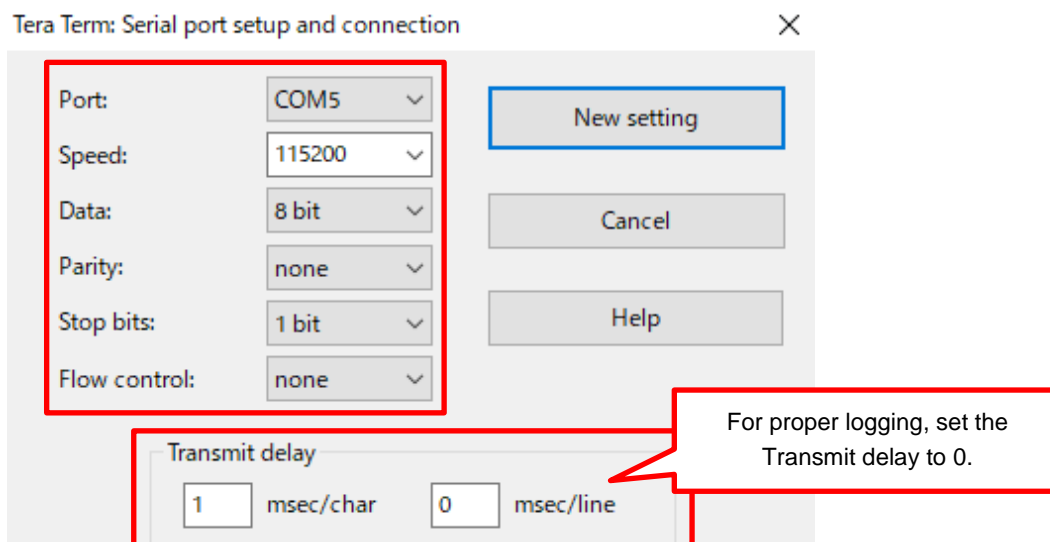 Tera Term: Serial port setup and connection
Port: COM5
New setting
Speed: 115200
Data: 8 bit
Cancel
Parity: none
Stop bits: 1 bit
Help
Flow control: none
For proper logging, set the
Transmit delay to 0.
Transmit delay
1 msec/char 0 msec/line